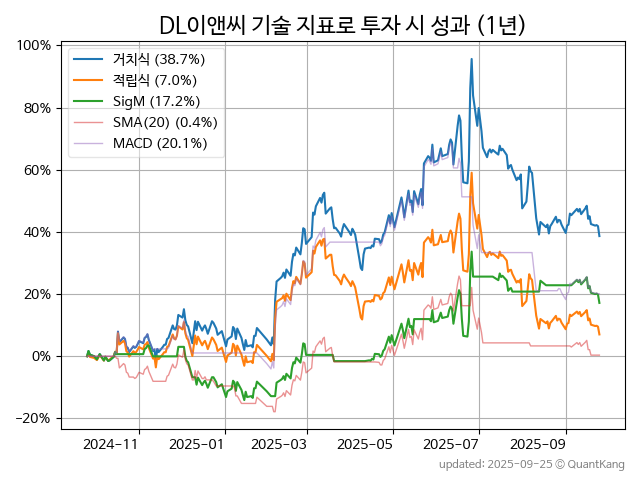 DL이앤씨 기술 지표로 투자 시 성과 (1년)
100%
80%
60%
40%
20%
0%
−20%
거치식 (38.7%)
적립식 (7.0%)
SigM (17.2%)
SMA(20) (0.4%)
MACD (20.1%)
2024-11
2025-01
2025-03
2025-05
2025-07
2025-09
updated: 2025-09-25 © QuantKang